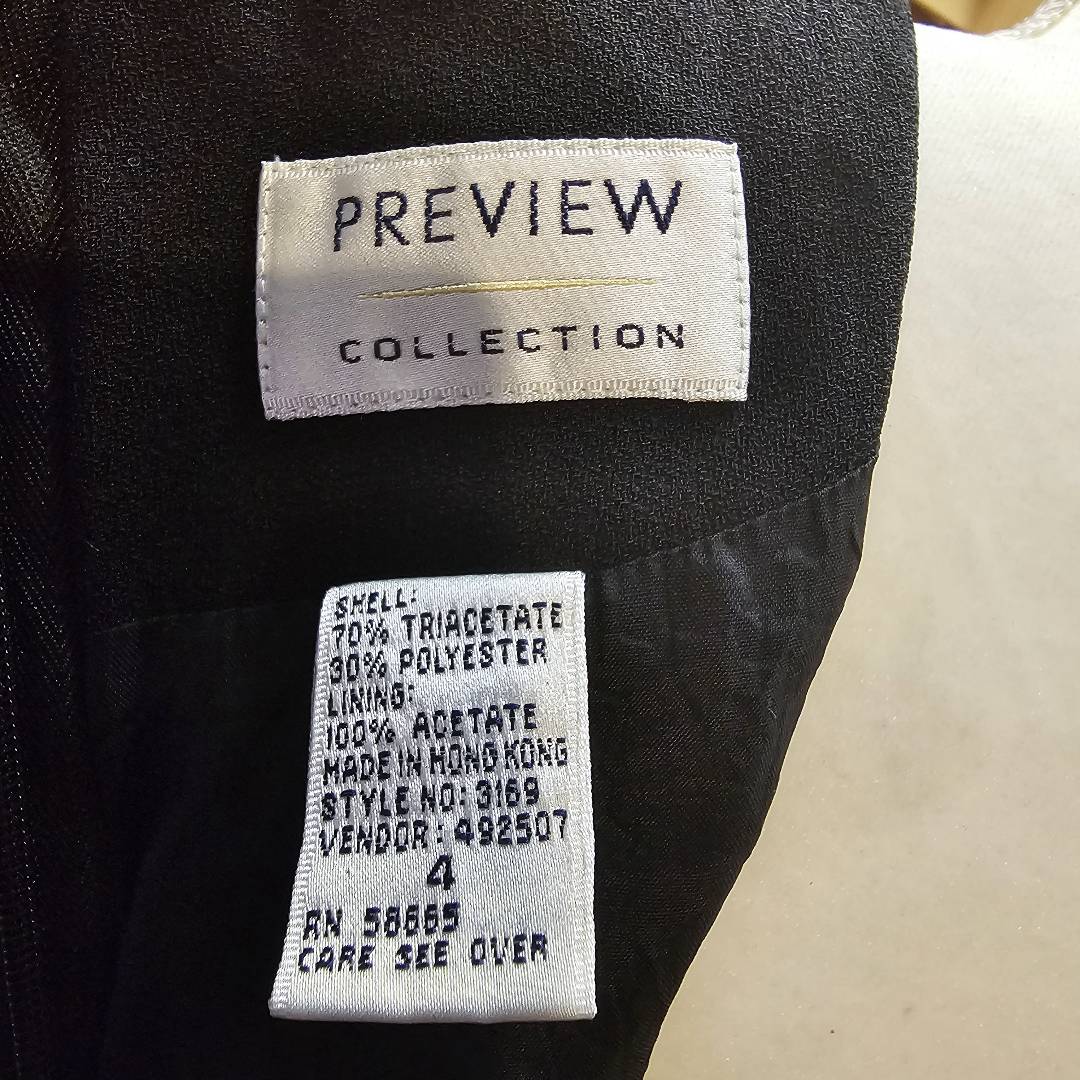 PREVIEW
COLLECTION
SHELL:
70% TRIACETATE
30% POLYESTER
LINING:
100% ACETATE
MADE IN HONG KONG
STYLE NO: 3169
VENDOR: 492507
4
RN 58885
CARE SEE OVER